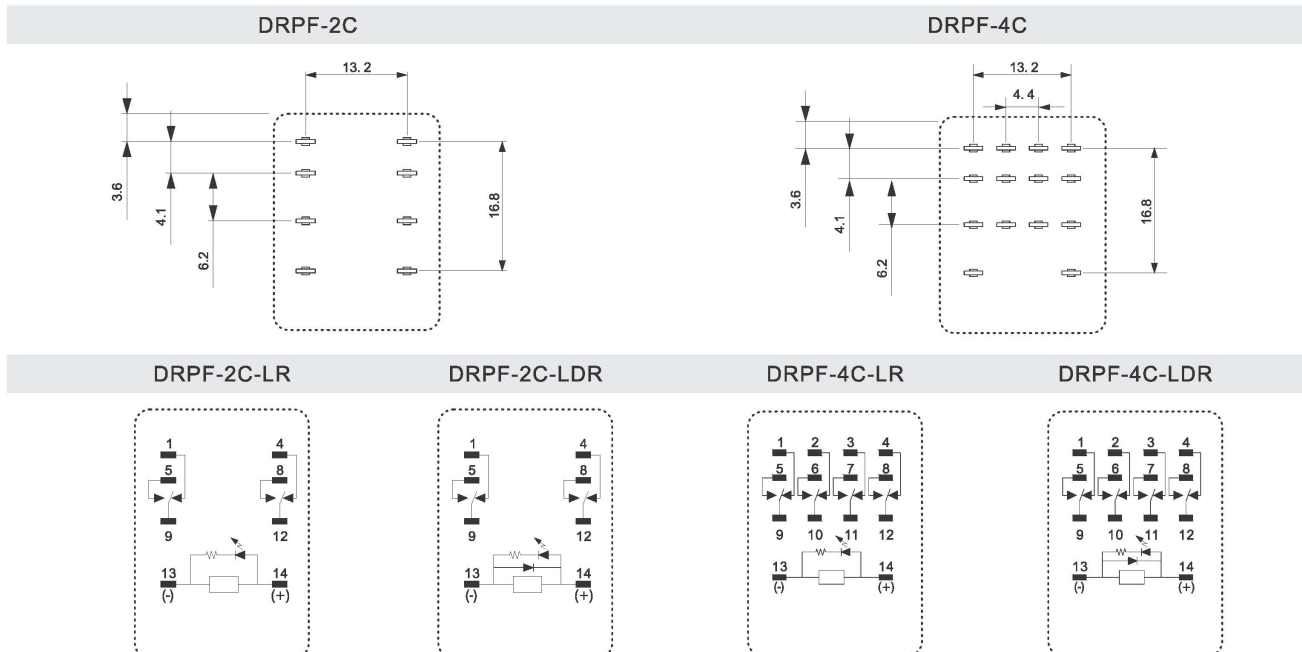 DRPF-2C
DRPF-4C
13.2
3.6
4.1
6.2
16.8
13.2
4.4
3.6
4.1
6.2
16.8
DRPF-2C-LR
DRPF-2C-LDR
DRPF-4C-LR
DRPF-4C-LDR
1 4
5 8
9 12
13 14
(-) (+)
1 4
5 8
9 12
13 14
(-) (+)
1 2 3 4
5 6 7 8
9 10 11 12
13 14
(-) (+)
1 2 3 4
5 6 7 8
9 10 11 12
13 14
(-) (+)